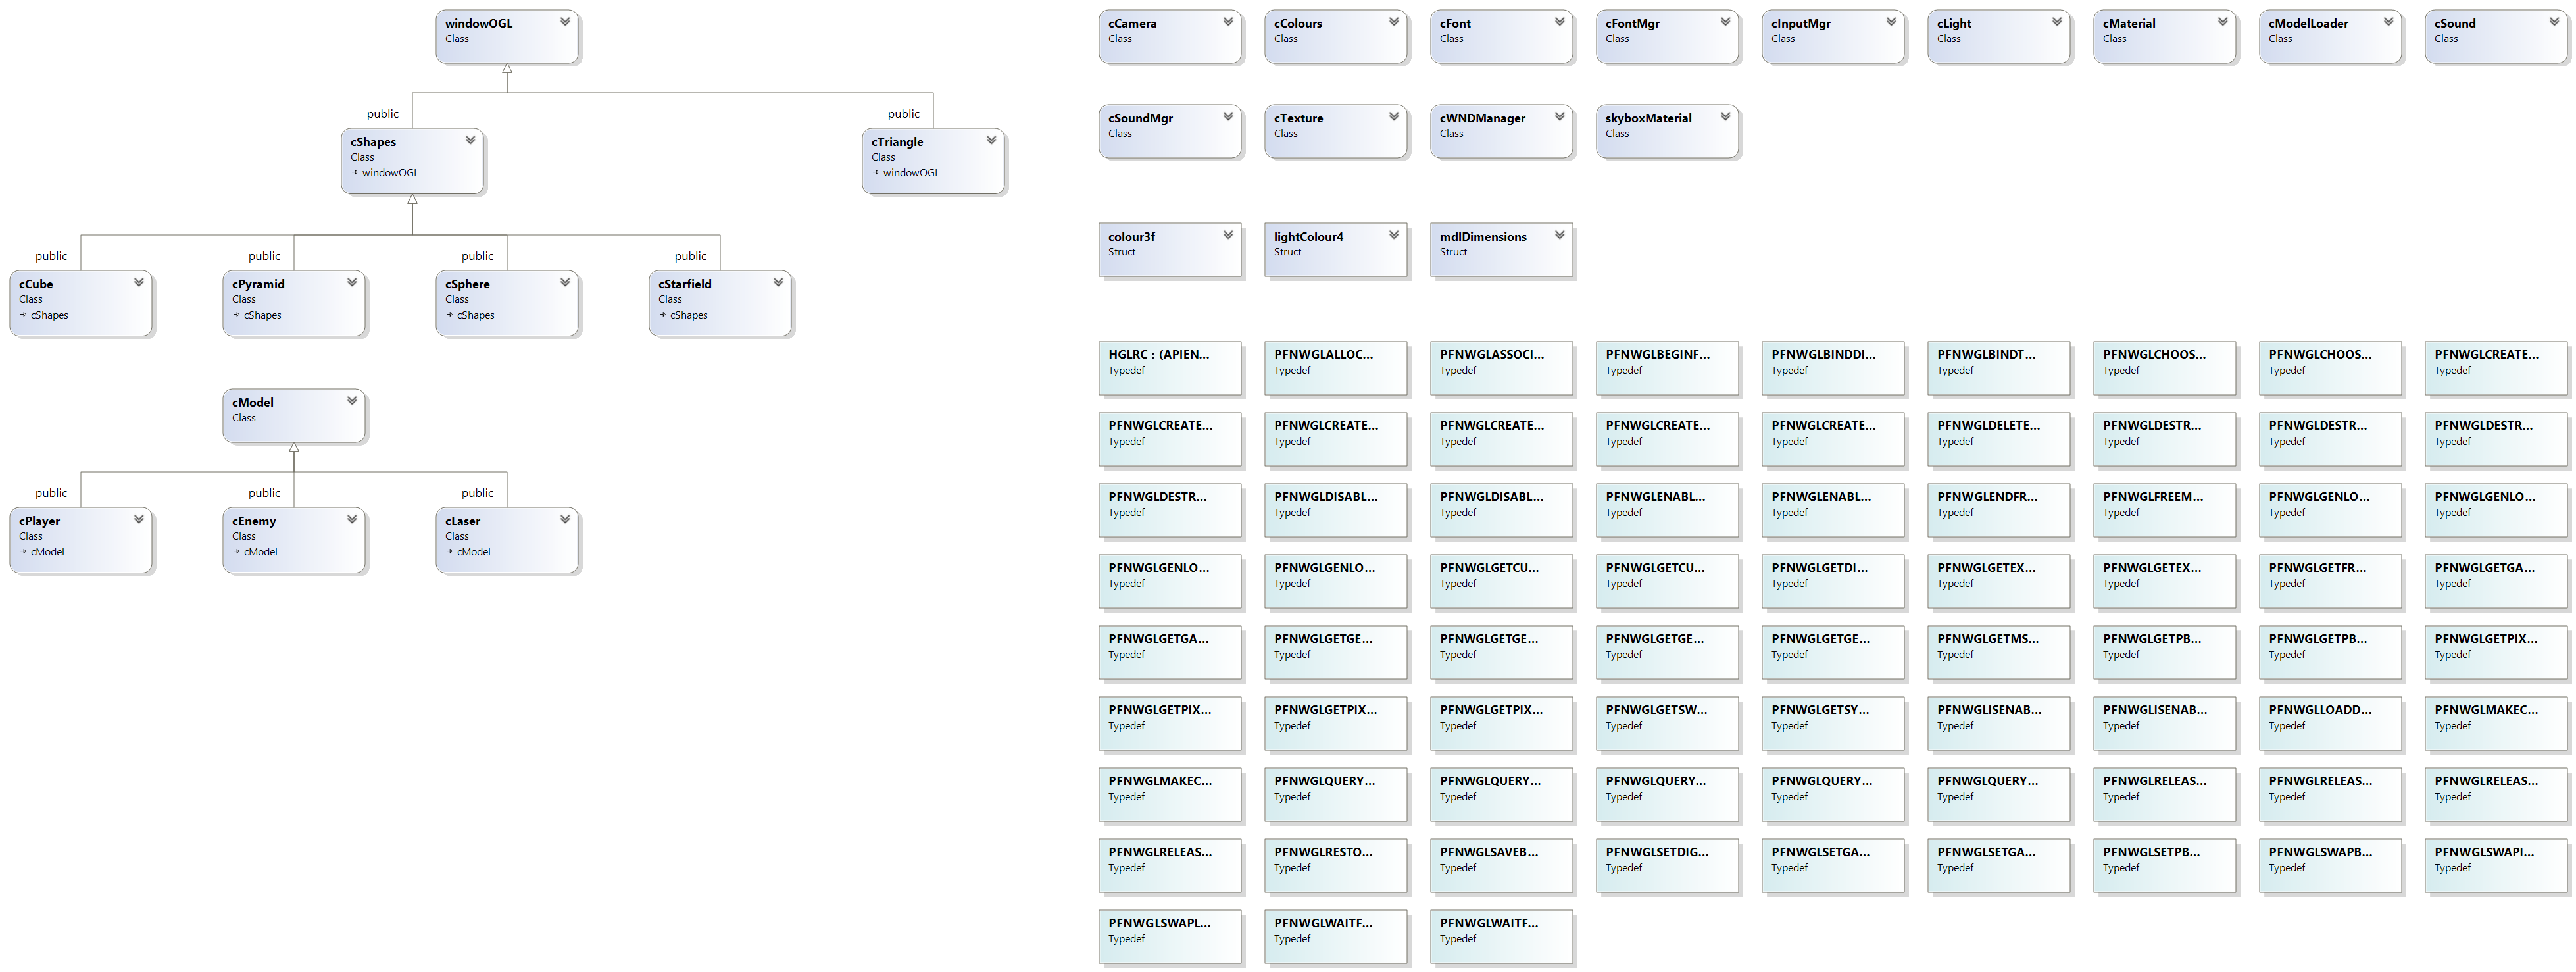 windowOGL
Class
public
public
cShapes
Class
windowOGL
cTriangle
Class
windowOGL
public
public
public
public
cCube
Class
cShapes
cPyramid
Class
cShapes
cSphere
Class
cShapes
cStarfield
Class
cShapes
cModel
Class
public
public
public
cPlayer
Class
cModel
cEnemy
Class
cModel
cLaser
Class
cModel
cCamera
Class
cColours
Class
cFont
Class
cFontMgr
Class
cInputMgr
Class
cLight
Class
cMaterial
Class
cModelLoader
Class
cSound
Class
cSoundMgr
Class
cTexture
Class
cWNDManager
Class
skyboxMaterial
Class
colour3f
Struct
lightColour4
Struct
mdlDimensions
Struct
HGLRC : (APIEN...
Typedef
PFNWGLALLOC...
Typedef
PFNWGLASSOCI...
Typedef
PFNWGLBEGINF...
Typedef
PFNWGLBINDDI...
Typedef
PFNWGLBINDT...
Typedef
PFNWGLCHOOS...
Typedef
PFNWGLCHOOS...
Typedef
PFNWGLCREATE...
Typedef
PFNWGLCREATE...
Typedef
PFNWGLCREATE...
Typedef
PFNWGLCREATE...
Typedef
PFNWGLCREATE...
Typedef
PFNWGLCREATE...
Typedef
PFNWGLDELETE...
Typedef
PFNWGLDESTR...
Typedef
PFNWGLDESTR...
Typedef
PFNWGLDESTR...
Typedef
PFNWGLDESTR...
Typedef
PFNWGLDISABL...
Typedef
PFNWGLDISABL...
Typedef
PFNWGLENABL...
Typedef
PFNWGLENABL...
Typedef
PFNWGLENDFR...
Typedef
PFNWGLFREEM...
Typedef
PFNWGLGENLO...
Typedef
PFNWGLGENLO...
Typedef
PFNWGLGENLO...
Typedef
PFNWGLGENLO...
Typedef
PFNWGLGETCU...
Typedef
PFNWGLGETCU...
Typedef
PFNWGLGETDI...
Typedef
PFNWGLGETEX...
Typedef
PFNWGLGETEX...
Typedef
PFNWGLGETFR...
Typedef
PFNWGLGETGA...
Typedef
PFNWGLGETGA...
Typedef
PFNWGLGETGE...
Typedef
PFNWGLGETGE...
Typedef
PFNWGLGETGE...
Typedef
PFNWGLGETGE...
Typedef
PFNWGLGETMS...
Typedef
PFNWGLGETPB...
Typedef
PFNWGLGETPB...
Typedef
PFNWGLGETPIX...
Typedef
PFNWGLGETPIX...
Typedef
PFNWGLGETPIX...
Typedef
PFNWGLGETPIX...
Typedef
PFNWGLGETSW...
Typedef
PFNWGLGETSY...
Typedef
PFNWGLISENAB...
Typedef
PFNWGLISENAB...
Typedef
PFNWGLLOADD...
Typedef
PFNWGLMAKEC...
Typedef
PFNWGLMAKEC...
Typedef
PFNWGLQUERY...
Typedef
PFNWGLQUERY...
Typedef
PFNWGLQUERY...
Typedef
PFNWGLQUERY...
Typedef
PFNWGLQUERY...
Typedef
PFNWGLRELEAS...
Typedef
PFNWGLRELEAS...
Typedef
PFNWGLRELEAS...
Typedef
PFNWGLRELEAS...
Typedef
PFNWGLRESTO...
Typedef
PFNWGLSAVEB...
Typedef
PFNWGLSETDIG...
Typedef
PFNWGLSETGA...
Typedef
PFNWGLSETGA...
Typedef
PFNWGLSETPB...
Typedef
PFNWGLSWAPB...
Typedef
PFNWGLSWAPI...
Typedef
PFNWGLSWAPL...
Typedef
PFNWGLWAITF...
Typedef
PFNWGLWAITF...
Typedef